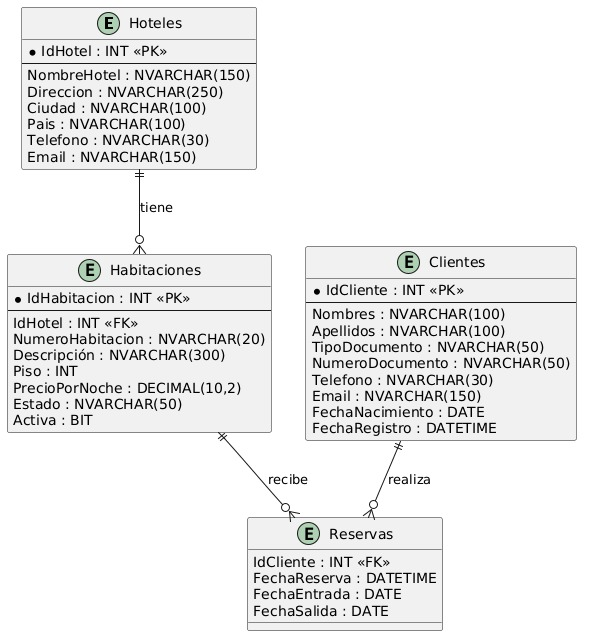 E Hoteles
IdHotel : INT «PK»
NombreHotel : NVARCHAR(150)
Direccion : NVARCHAR(250)
Ciudad : NVARCHAR(100)
Pais : NVARCHAR(100)
Telefono : NVARCHAR(30)
Email : NVARCHAR(150)
tiene
E Habitaciones
IdHabitacion : INT «PK»
IdHotel : INT «FK»
NumeroHabitacion : NVARCHAR(20)
Descripción : NVARCHAR(300)
Piso : INT
PrecioPorNoche : DECIMAL(10,2)
Estado : NVARCHAR(50)
Activa : BIT
E Clientes
IdCliente : INT «PK»
Nombres : NVARCHAR(100)
Apellidos : NVARCHAR(100)
TipoDocumento : NVARCHAR(50)
NumeroDocumento : NVARCHAR(50)
Telefono : NVARCHAR(30)
Email : NVARCHAR(150)
FechaNacimiento : DATE
FechaRegistro : DATETIME
recibe
realiza
E Reservas
IdCliente : INT «FK»
FechaReserva : DATETIME
FechaEntrada : DATE
FechaSalida : DATE